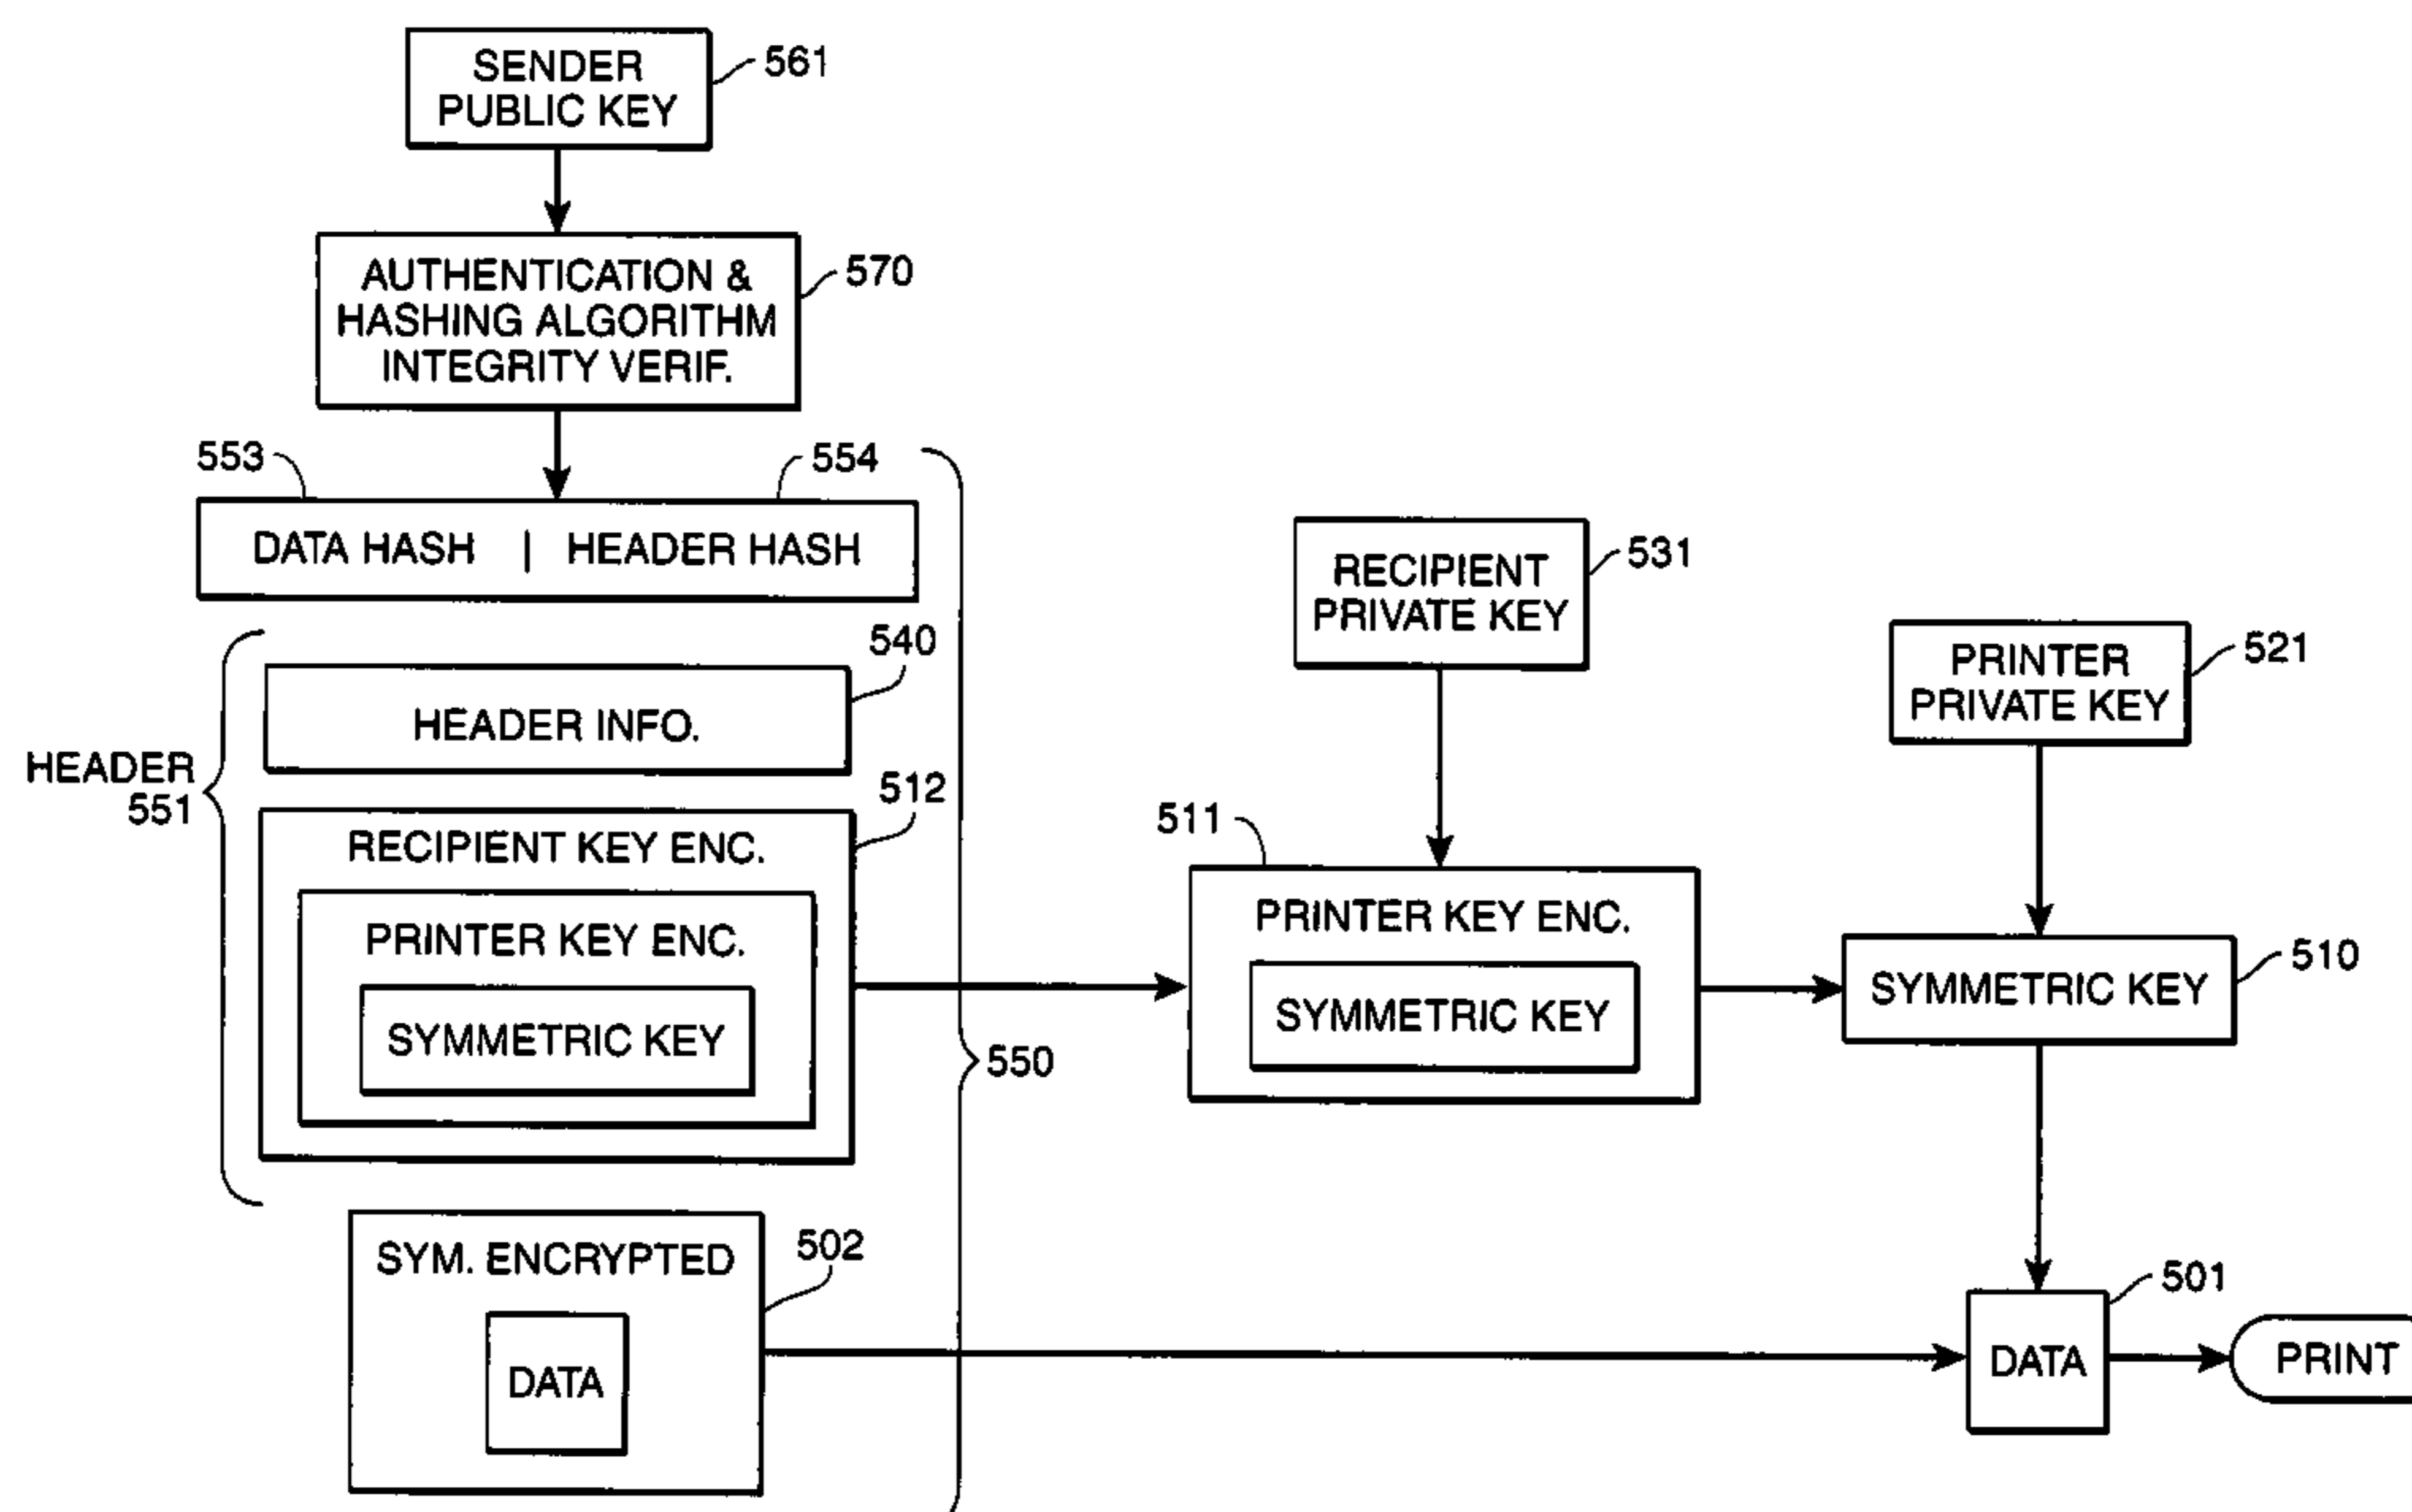 SENDER
PUBLIC KEY
561
AUTHENTICATION &
HASHING ALGORITHM
INTEGRITY VERIF.
570
553
554
DATA HASH | HEADER HASH
HEADER
551
540
HEADER INFO.
512
RECIPIENT KEY ENC.
PRINTER KEY ENC.
SYMMETRIC KEY
550
SYM. ENCRYPTED
502
DATA
RECIPIENT
PRIVATE KEY
531
511
PRINTER KEY ENC.
SYMMETRIC KEY
PRINTER
PRIVATE KEY
521
SYMMETRIC KEY
510
501
DATA
PRINT